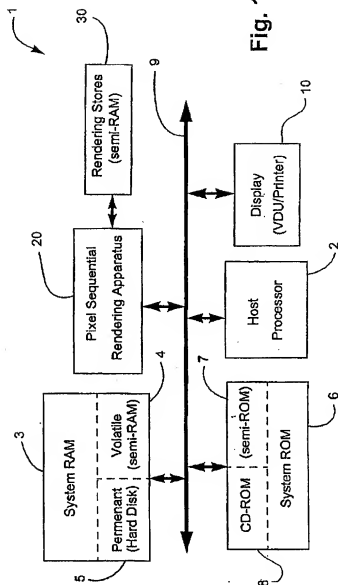 1
30
Rendering Stores
(semi-RAM)
20
Pixel Sequential
Rendering Apparatus
3
System RAM
Permenant
(Hard Disk)
Volatile
(semi-RAM)
4
5
9
10
Display
(VDU/Printer)
Host
Processor
2
7
CD-ROM
(semi-ROM)
System ROM
6
8
Fig.